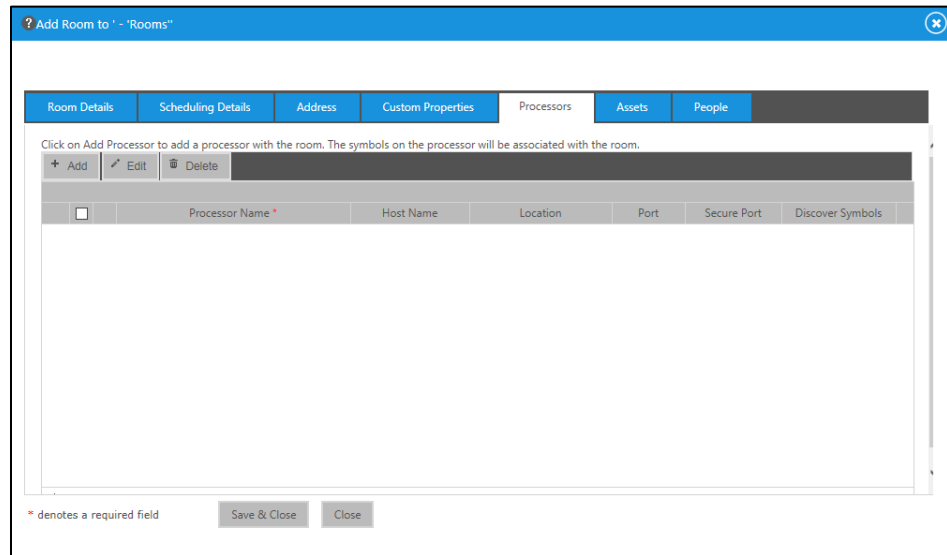 ?Add Room to ' - 'Rooms''
Room Details Scheduling Details Address Custom Properties Processors Assets People
Click on Add Processor to add a processor with the room. The symbols on the processor will be associated with the room.
+ Add Edit Delete
Processor Name * Host Name Location Port Secure Port Discover Symbols
* denotes a required field Save & Close Close